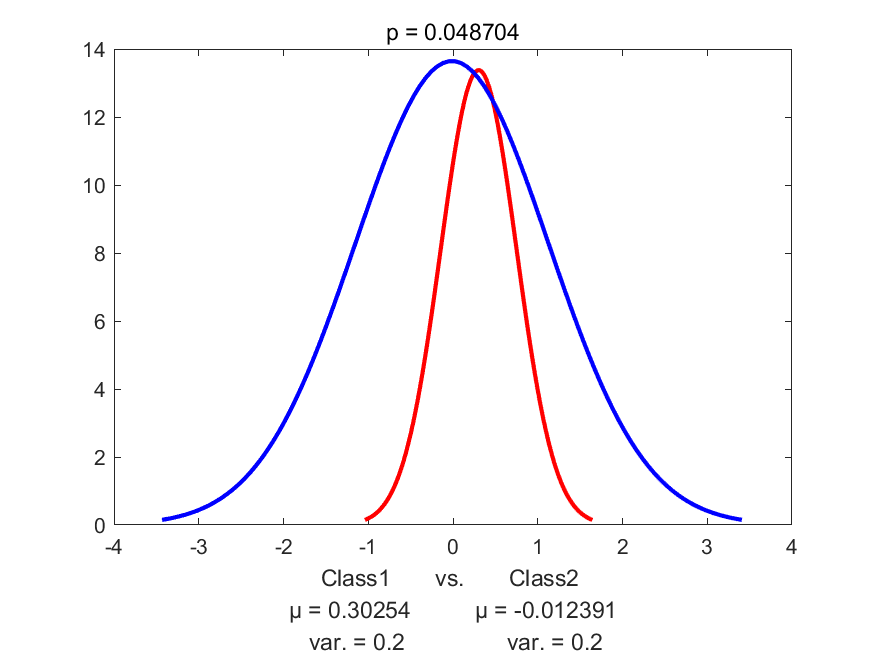 p = 0.048704
14
12
10
8
6
4
2
0
-4 -3 -2 -1 0 1 2 3 4
Class1 vs. Class2
μ = 0.30254 μ = -0.012391
var. = 0.2 var. = 0.2